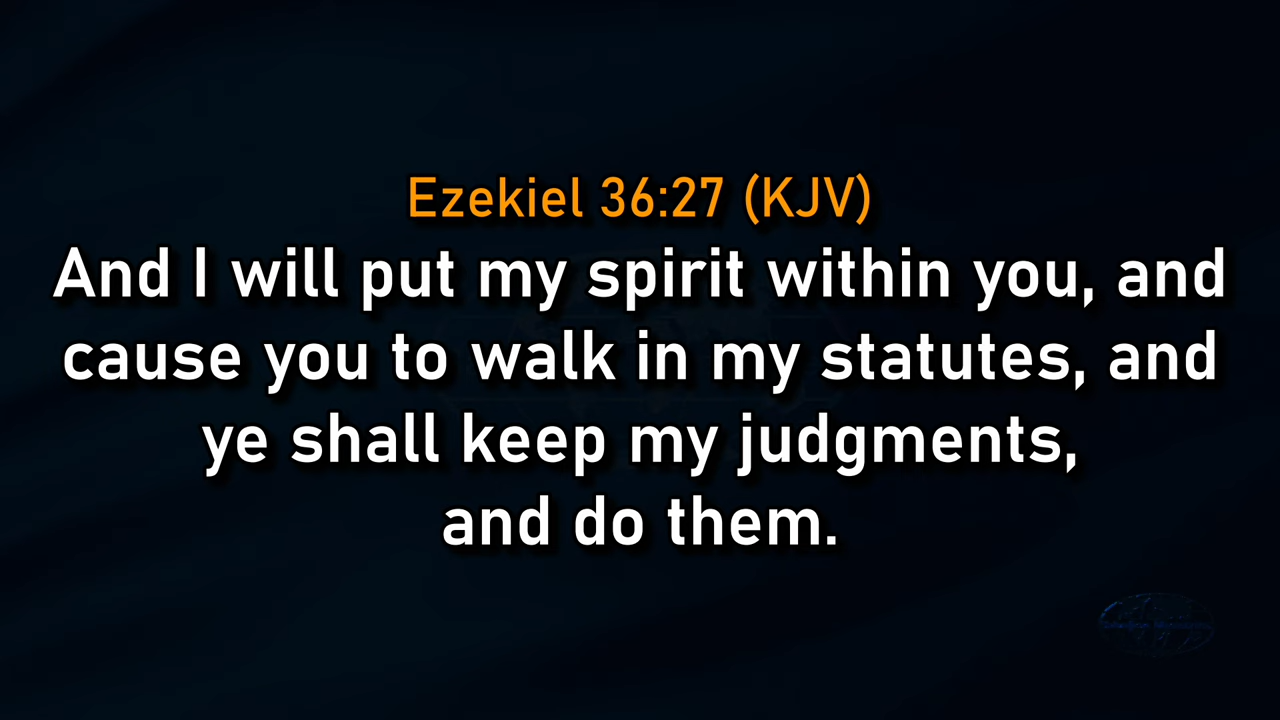 Ezekiel 36:27 (KJV)
And I will put my spirit within you, and
cause you to walk in my statutes, and
ye shall keep my judgments,
and do them.